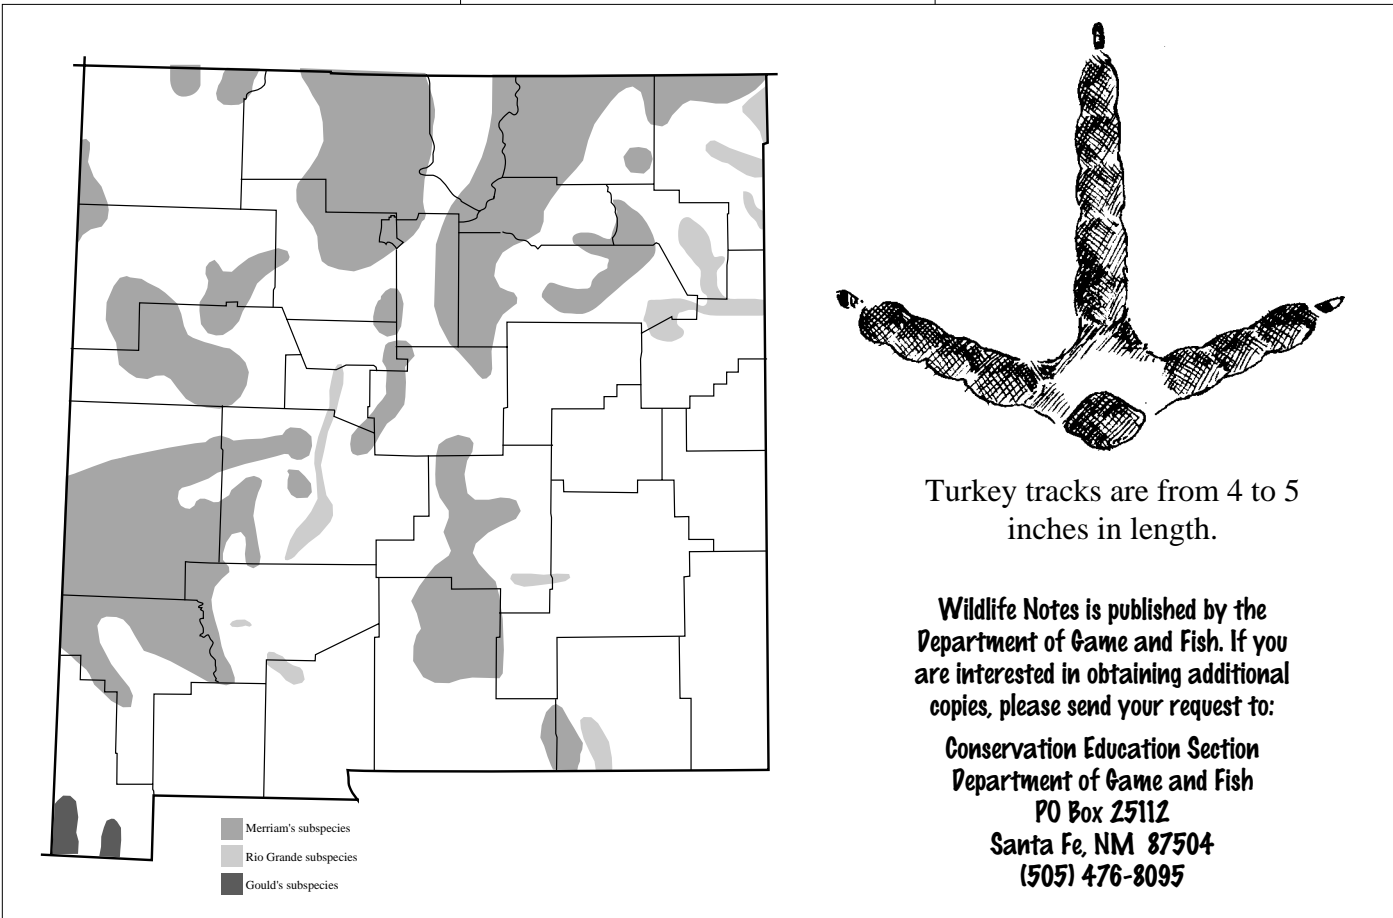 Merriam's subspecies
Rio Grande subspecies
Gould's subspecies
Turkey tracks are from 4 to 5
inches in length.
Wildlife Notes is published by the
Department of Game and Fish. If you
are interested in obtaining additional
copies, please send your request to:
Conservation Education Section
Department of Game and Fish
PO Box 25112
Santa Fe, NM 87504
(505) 476-8095